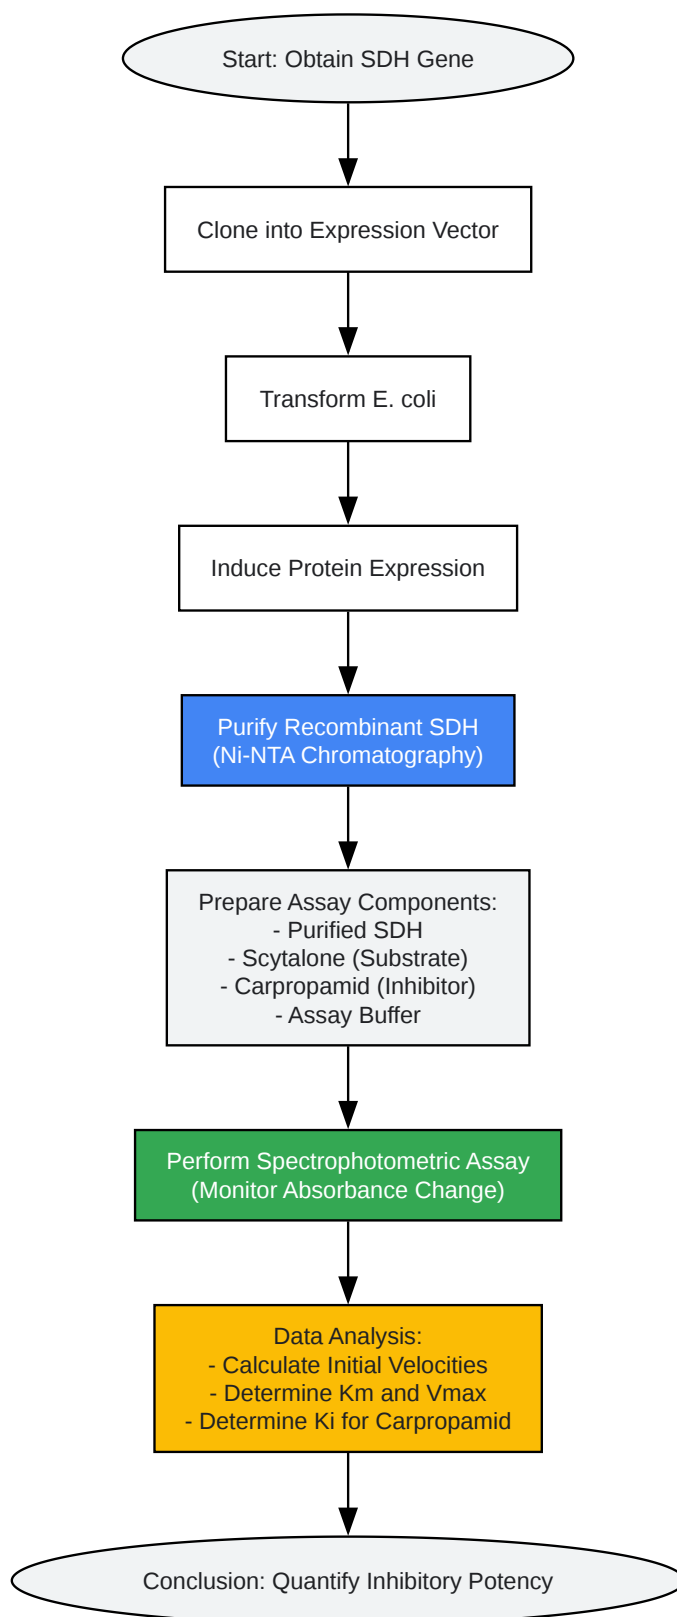 Start: Obtain SDH Gene
Clone into Expression Vector
Transform E. coli
Induce Protein Expression
Purify Recombinant SDH
(Ni-NTA Chromatography)
Prepare Assay Components:
- Purified SDH
- Scytalone (Substrate)
- Carpropamid (Inhibitor)
- Assay Buffer
Perform Spectrophotometric Assay
(Monitor Absorbance Change)
Data Analysis:
- Calculate Initial Velocities
- Determine Km and Vmax
- Determine Ki for Carpropamid
Conclusion: Quantify Inhibitory Potency